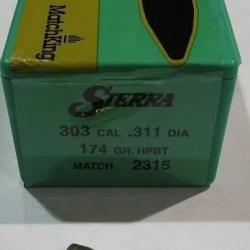 MatchKing
SIERRA
303 CAL .311 DIA
174 GR. HPBT
MATCH 2315